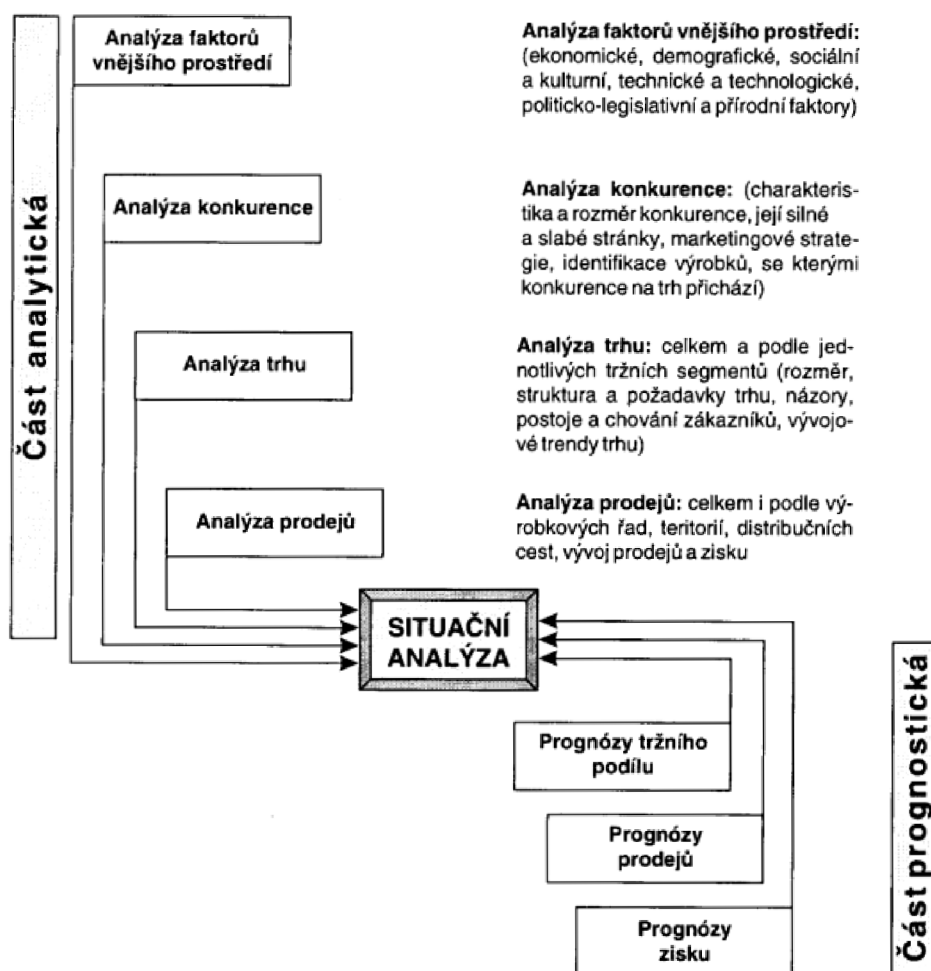 Část analytická
Analýza faktorů
vnějšího prostředí
Analýza faktorů vnějšího prostředí:
(ekonomické, demografické, sociální
a kulturní, technické a technologické,
politicko-legislativní a přírodní faktory)
Analýza konkurence
Analýza konkurence: (charakteris-
tika a rozměr konkurence, její silné
a slabé stránky, marketingové strate-
gie, identifikace výrobků, se kterými
konkurence na trh přichází)
Analýza trhu
Analýza trhu: celkem a podle jed-
notlivých tržních segmentů (rozměr,
struktura a požadavky trhu, názory,
postoje a chování zákazníků, vývojo-
vé trendy trhu)
Analýza prodejů
Analýza prodejů: celkem i podle vý-
robkových řad, teritorií, distribučních
cest, vývoj prodejů a zisku
SITUAČNÍ
ANALÝZA
Prognózy tržního
podílu
Prognózy
prodejů
Prognózy
zisku
Část prognostická